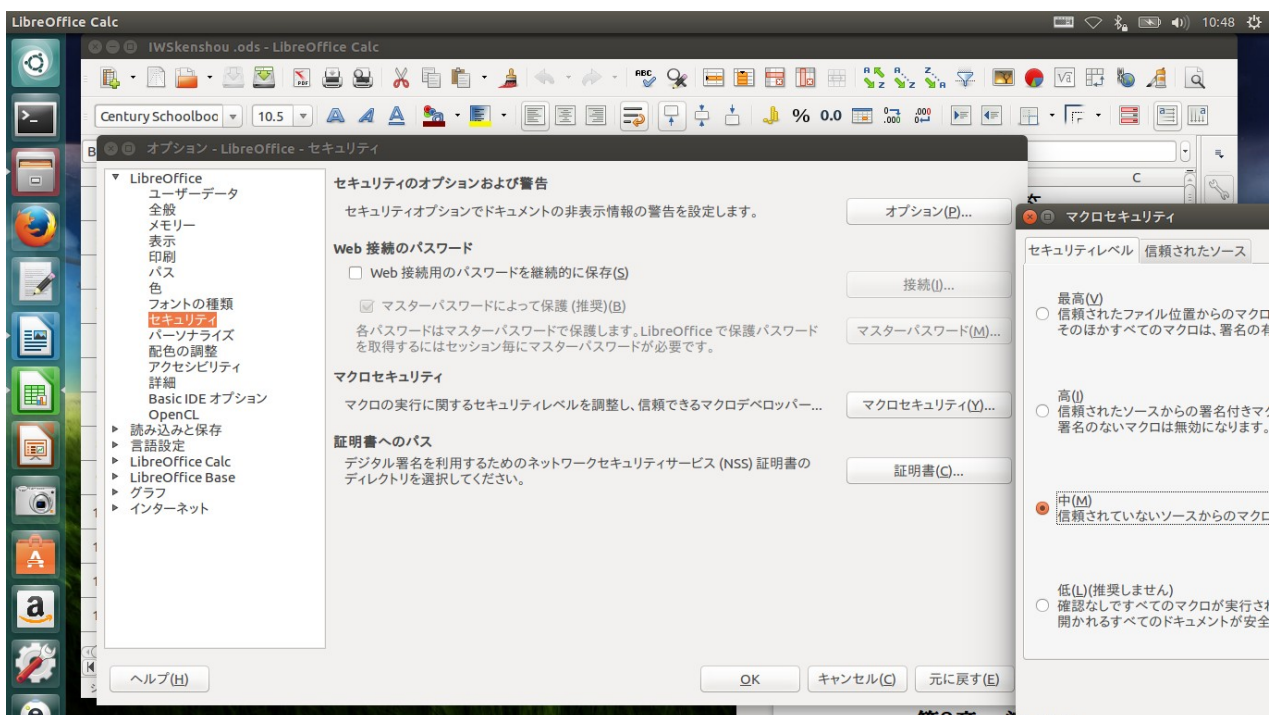 LibreOffice Calc
10:48
IWSkenshou .ods - LibreOffice Calc
Century Schoolboo
10.5
% 0.0
オプション - LibreOffice - セキュリティ
LibreOffice
ユーザーデータ
全般
メモリー
表示
印刷
パス
色
フォントの種類
セキュリティ
パーソナライズ
配色の調整
アクセシビリティ
詳細
Basic IDE オプション
OpenCL
読み込みと保存
言語設定
LibreOffice Calc
LibreOffice Base
グラフ
インターネット
セキュリティのオプションおよび警告
セキュリティオプションでドキュメントの非表示情報の警告を設定します。
オプション(P)...
Web 接続のパスワード
Web 接続用のパスワードを継続的に保存(S)
接続(I)...
マスターパスワードによって保護 (推奨)(B)
各パスワードはマスターパスワードで保護します。LibreOffice で保護パスワード
を取得するにはセッション毎にマスターパスワードが必要です。
マスターパスワード(M)...
マクロセキュリティ
マクロの実行に関するセキュリティレベルを調整し、信頼できるマクロデベロッパー...
マクロセキュリティ(Y)...
証明書へのパス
デジタル署名を利用するためのネットワークセキュリティサービス (NSS) 証明書の
ディレクトリを選択してください。
証明書(C)...
ヘルプ(H)
OK
キャンセル(C)
元に戻す(E)
C
マクロセキュリティ
セキュリティレベル
信頼されたソース
最高(V)
信頼されたファイル位置からのマクロ
そのほかすべてのマクロは、署名の有
高(I)
信頼されたソースからの署名付きマク
署名のないマクロは無効になります。
中(M)
信頼されていないソースからのマクロ
低(L)(推奨しません)
確認なしですべてのマクロが実行され
開かれるすべてのドキュメントが安全